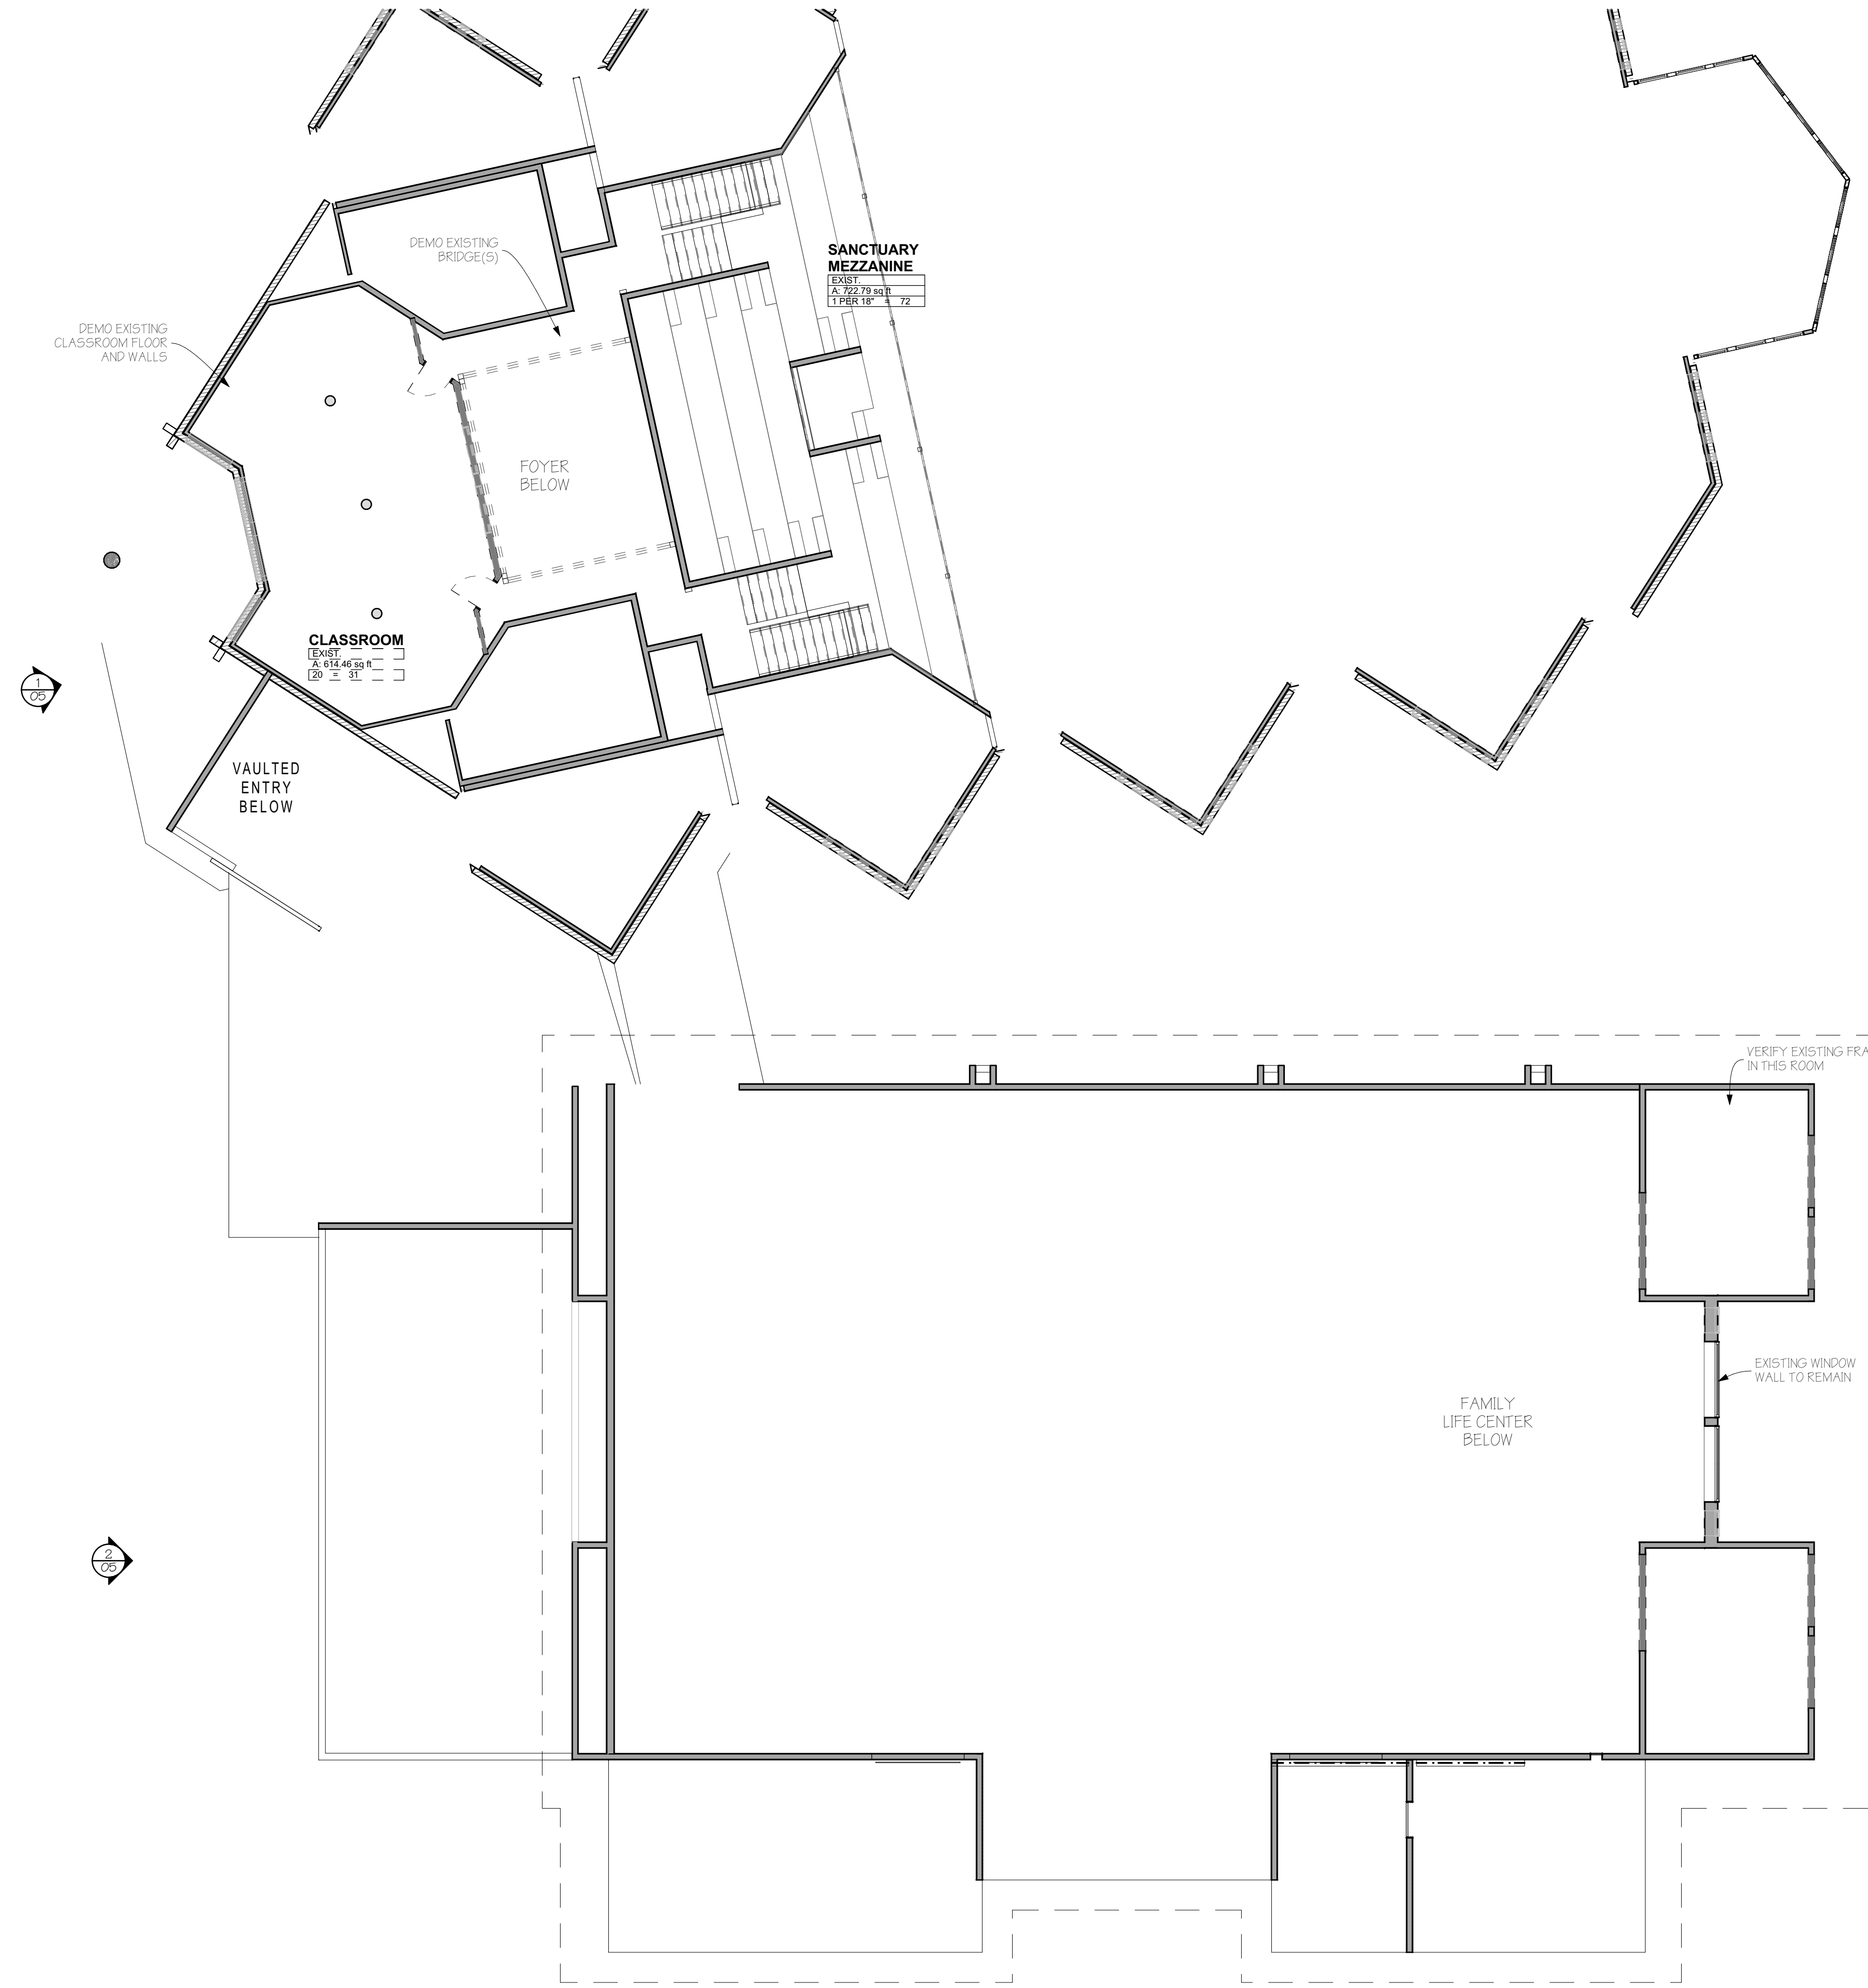 DEMO EXISTING
BRIDGE(S)
SANCTUARY
MEZZANINE
EXIST.
A: 722.79 sq ft
1 PER 18" = 72
DEMO EXISTING
CLASSROOM FLOOR
AND WALLS
FOYER
BELOW
CLASSROOM
EXIST.
A: 614.46 sq ft
20 = 31
1
05
VAULTED
ENTRY
BELOW
VERIFY EXISTING FRA
IN THIS ROOM
EXISTING WINDOW
WALL TO REMAIN
FAMILY
LIFE CENTER
BELOW
2
05